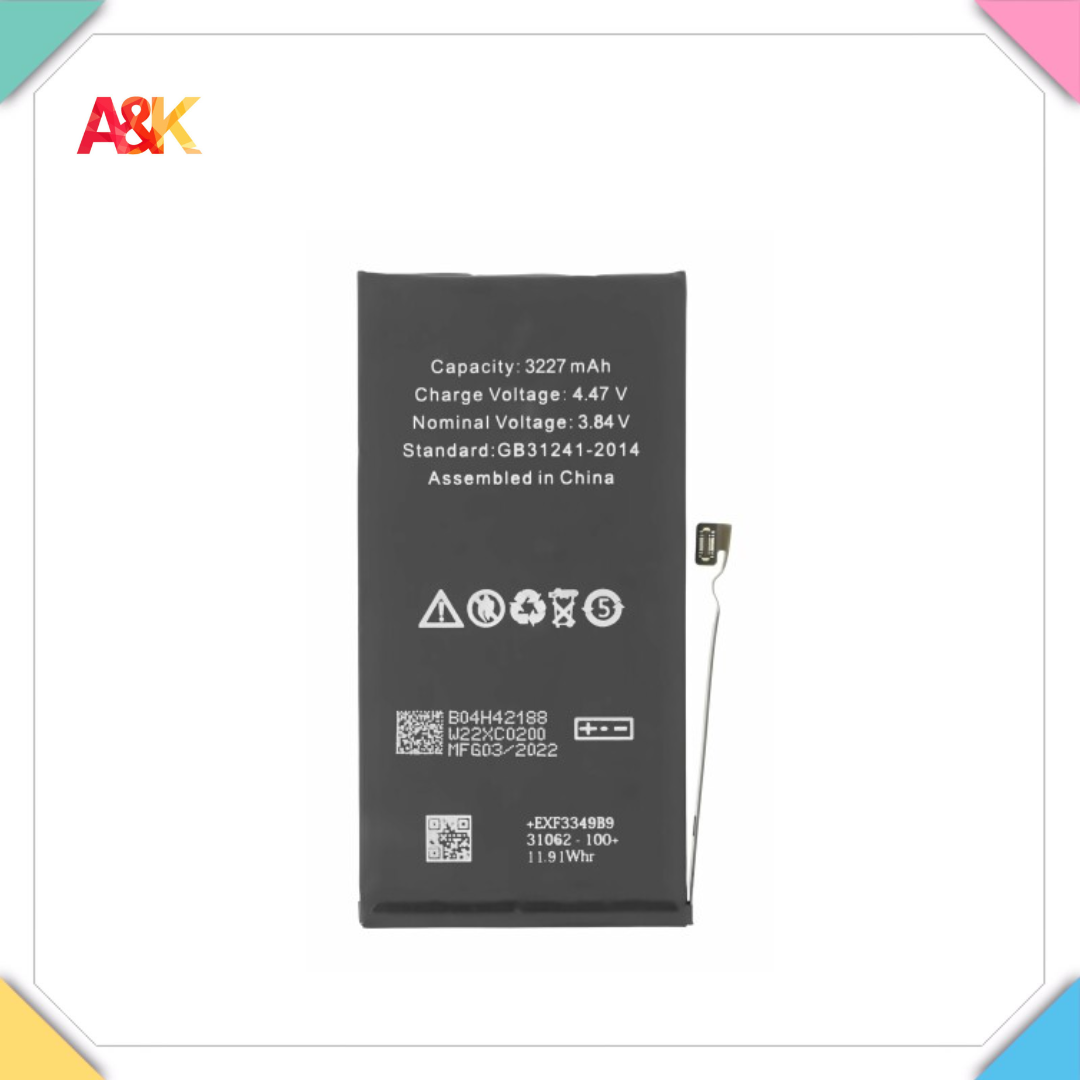 A&K
Capacity: 3227 mAh
Charge Voltage: 4.47 V
Nominal Voltage: 3.84 V
Standard:GB31241-2014
Assembled in China
5
B04H42188
W22XC0200
MFG03/2022
+EXF3349B9
31062 - 100+
11.91Whr